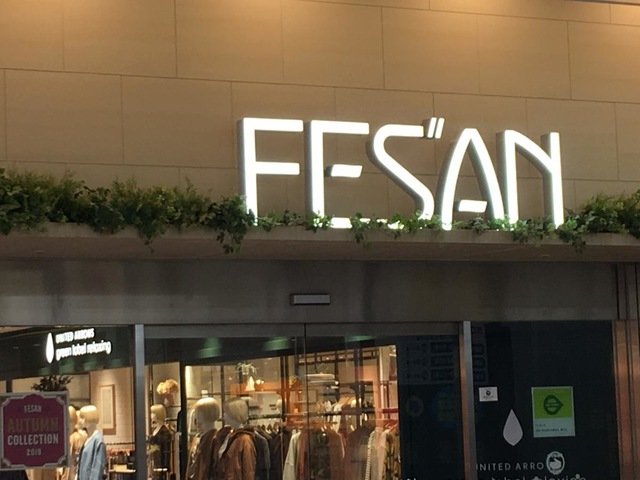 FES"AN
UNITED ARROWS
green label relaxing
FESAN
AUTUMN
COLLECTION
2019
UNITED ARRO